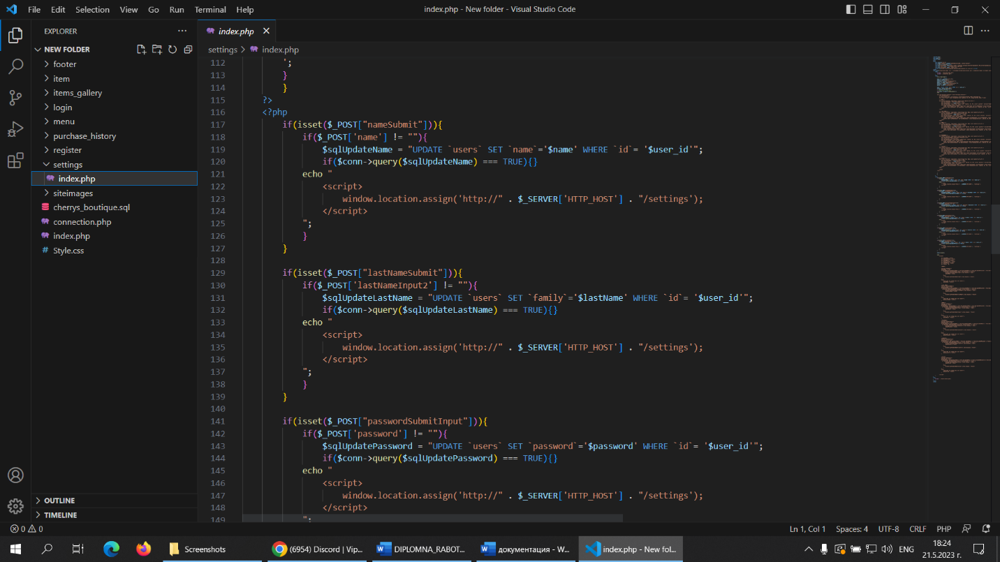 File Edit Selection View Go Run Terminal Help
index.php - New folder - Visual Studio Code
EXPLORER
NEW FOLDER
footer
item
items_gallery
login
menu
purchase_history
register
settings
index.php
siteimages
cherrys_boutique.sql
connection.php
index.php
# Style.css
OUTLINE
TIMELINE
index.php
settings > index.php
112 ';
113 }
114 }
115 ?>
116 <?php
117 if(isset($_POST["nameSubmit"])){
118 if($_POST['name'] != ""){
119 $sqlUpdateName = "UPDATE `users` SET `name`='$name' WHERE `id`= '$user_id'";
120 if($conn->query($sqlUpdateName) === TRUE){}
121 echo "
122 <script>
123 window.location.assign('http://" . $_SERVER['HTTP_HOST'] . "/settings');
124 </script>
125 ";
126 }
127 }
128
129 if(isset($_POST["lastNameSubmit"])){
130 if($_POST['lastNameInput2'] != ""){
131 $sqlUpdateLastName = "UPDATE `users` SET `family`='$lastName' WHERE `id`= '$user_id'";
132 if($conn->query($sqlUpdateLastName) === TRUE){}
133 echo "
134 <script>
135 window.location.assign('http://" . $_SERVER['HTTP_HOST'] . "/settings');
136 </script>
137 ";
138 }
139 }
140
141 if(isset($_POST["passwordSubmitInput"])){
142 if($_POST['password'] != ""){
143 $sqlUpdatePassword = "UPDATE `users` SET `password`='$password' WHERE `id`= '$user_id'";
144 if($conn->query($sqlUpdatePassword) === TRUE){}
145 echo "
146 <script>
147 window.location.assign('http://" . $_SERVER['HTTP_HOST'] . "/settings');
148 </script>
149 ";
0 0
Ln 1, Col 1 Spaces: 4 UTF-8 CRLF PHP
Screenshots
(6954) Discord | Vip...
DIPLOMNA_RABOT...
документация - W...
index.php - New fol...
ENG
18:24
21.5.2023 г.